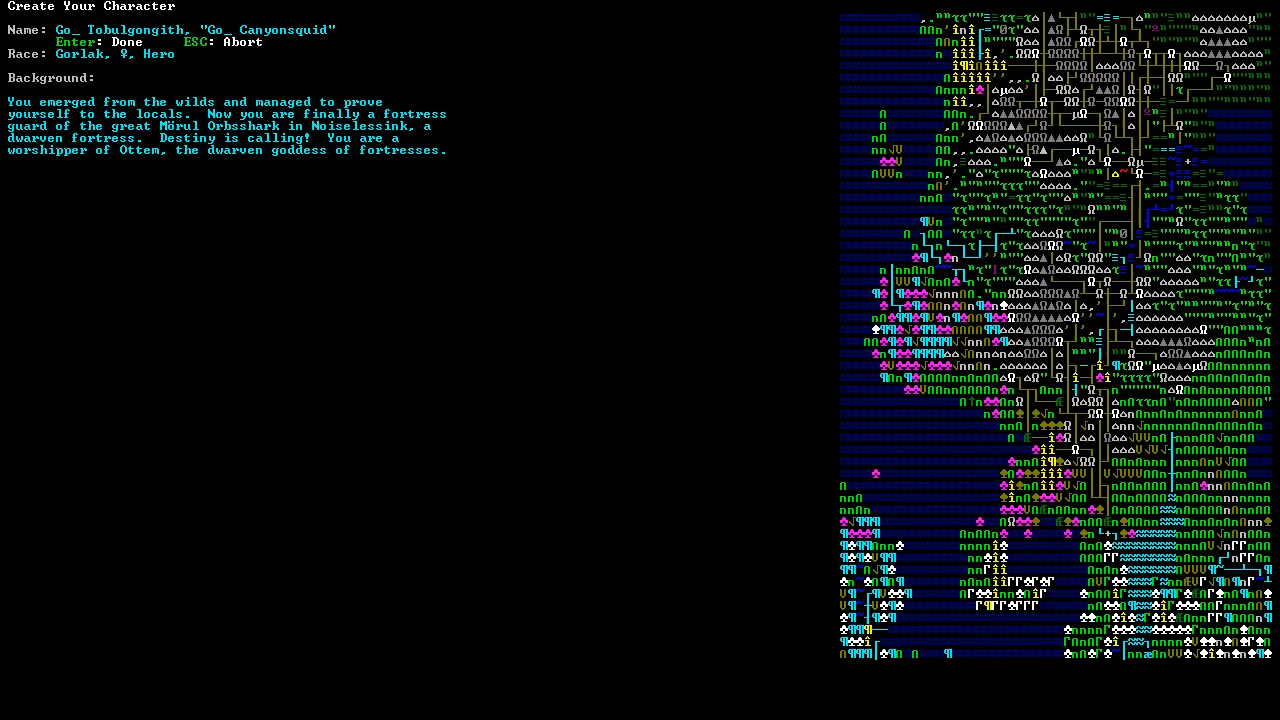 Create Your Character
Name: Go_ Tobulgongith, "Go_ Canyonsquid"
Enter: Done     ESC: Abort
Race: Gorlak, ♀, Hero
Background:
You emerged from the wilds and managed to prove
yourself to the locals.  Now you are finally a fortress
guard of the great Mörul Orbsshark in Noiselessink, a
dwarven fortress.  Destiny is calling!  You are a
worshipper of Ottem, the dwarven goddess of fortresses.